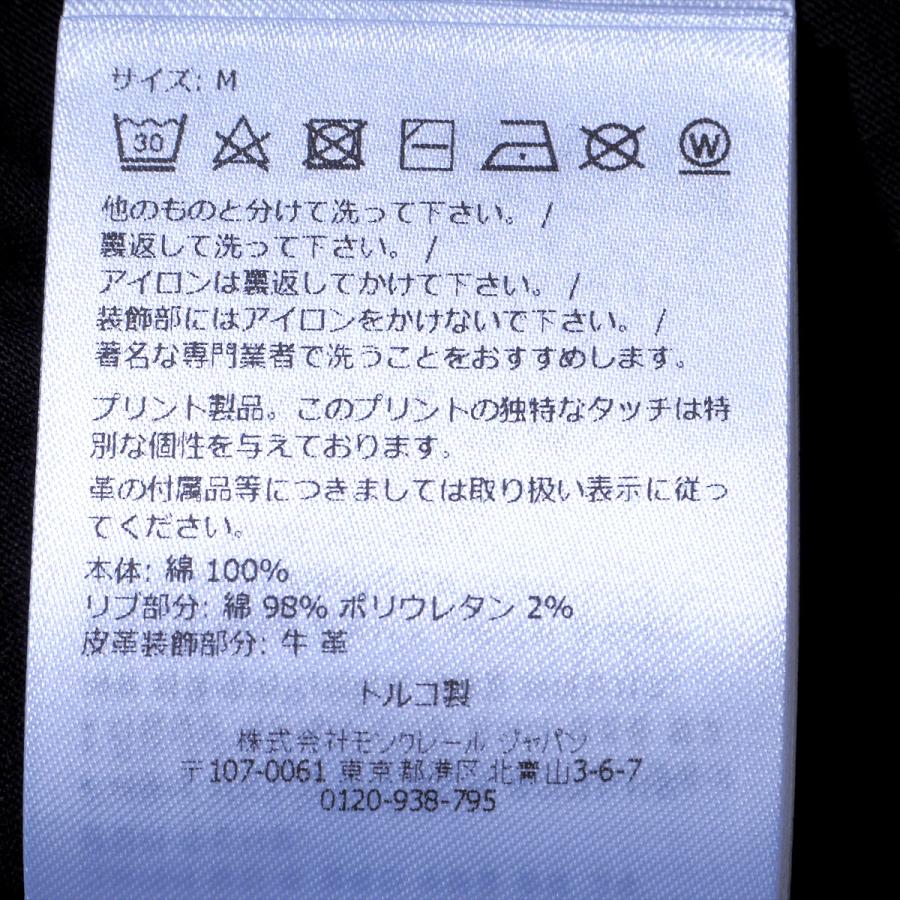 サイズ: M
30
W
他のものと分けて洗って下さい。 /
裏返して洗って下さい。 /
アイロンは裏返してかけて下さい。 /
装飾部にはアイロンをかけないで下さい。 /
著名な専門業者で洗うことをおすすめします。
プリント製品。このプリントの独特なタッチは特
別な個性を与えております。
革の付属品等につきましては取り扱い表示に従っ
てください。
本体: 綿 100%
リブ部分: 綿 98% ポリウレタン 2%
皮革装飾部分: 牛 革
トルコ製
株式会社モンクレール ジャパン
〒107-0061 東京都港区 北青山3-6-7
0120-938-795